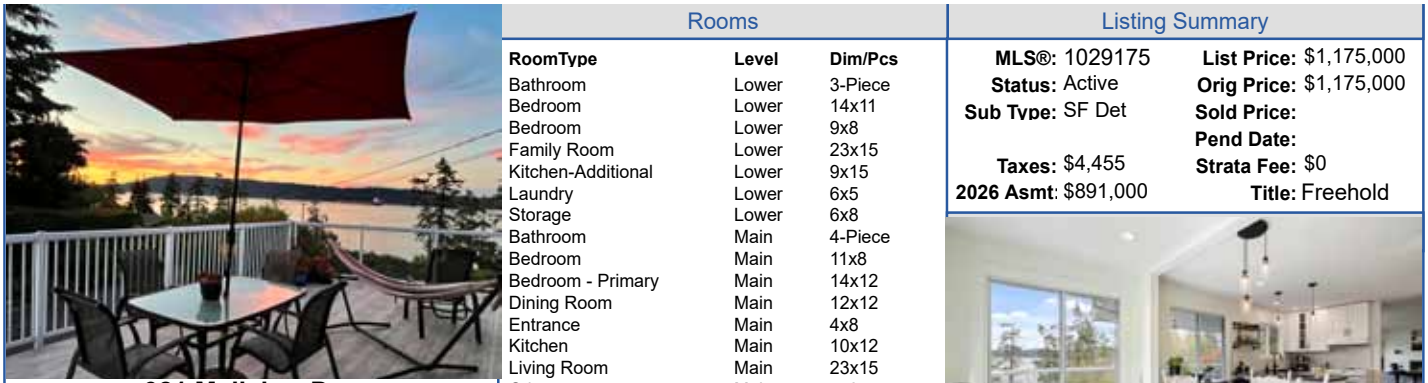 Rooms
RoomType Level Dim/Pcs
Bathroom Lower 3-Piece
Bedroom Lower 14x11
Bedroom Lower 9x8
Family Room Lower 23x15
Kitchen-Additional Lower 9x15
Laundry Lower 6x5
Storage Lower 6x8
Bathroom Main 4-Piece
Bedroom Main 11x8
Bedroom - Primary Main 14x12
Dining Room Main 12x12
Entrance Main 4x8
Kitchen Main 10x12
Living Room Main 23x15
Listing Summary
MLS®: 1029175 List Price: $1,175,000
Status: Active Orig Price: $1,175,000
Sub Type: SF Det Sold Price:
Pend Date:
Taxes: $4,455 Strata Fee: $0
2026 Asmt: $891,000 Title: Freehold